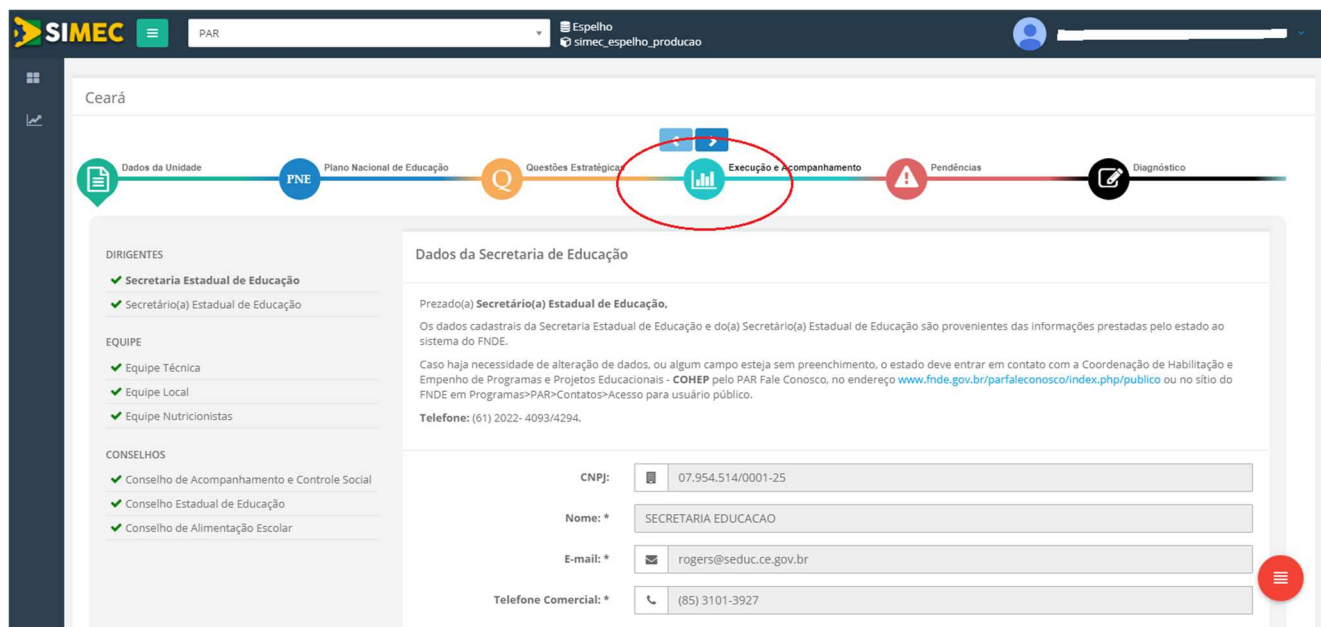 SIMEC
PAR
Espelho
simec_espelho_producao
Ceará
Dados da Unidade
PNE
Plano Nacional de Educação
Q
Questões Estratégicas
Execução e Acompanhamento
Pendências
Diagnóstico
DIRIGENTES
Secretaria Estadual de Educação
Secretário(a) Estadual de Educação
EQUIPE
Equipe Técnica
Equipe Local
Equipe Nutricionistas
CONSELHOS
Conselho de Acompanhamento e Controle Social
Conselho Estadual de Educação
Conselho de Alimentação Escolar
Dados da Secretaria de Educação
Prezado(a) Secretário(a) Estadual de Educação,
Os dados cadastrais da Secretaria Estadual de Educação e do(a) Secretário(a) Estadual de Educação são provenientes das informações prestadas pelo estado ao
sistema do FNDE.
Caso haja necessidade de alteração de dados, ou algum campo esteja sem preenchimento, o estado deve entrar em contato com a Coordenação de Habilitação e
Empenho de Programas e Projetos Educacionais - COHEP pelo PAR Fale Conosco, no endereço www.fnde.gov.br/parfaleconosco/index.php/publico ou no sítio do
FNDE em Programas>PAR>Contatos>Acesso para usuário público.
Telefone: (61) 2022- 4093/4294.
CNPJ: 07.954.514/0001-25
Nome: * SECRETARIA EDUCACAO
E-mail: * rogers@seduc.ce.gov.br
Telefone Comercial: * (85) 3101-3927